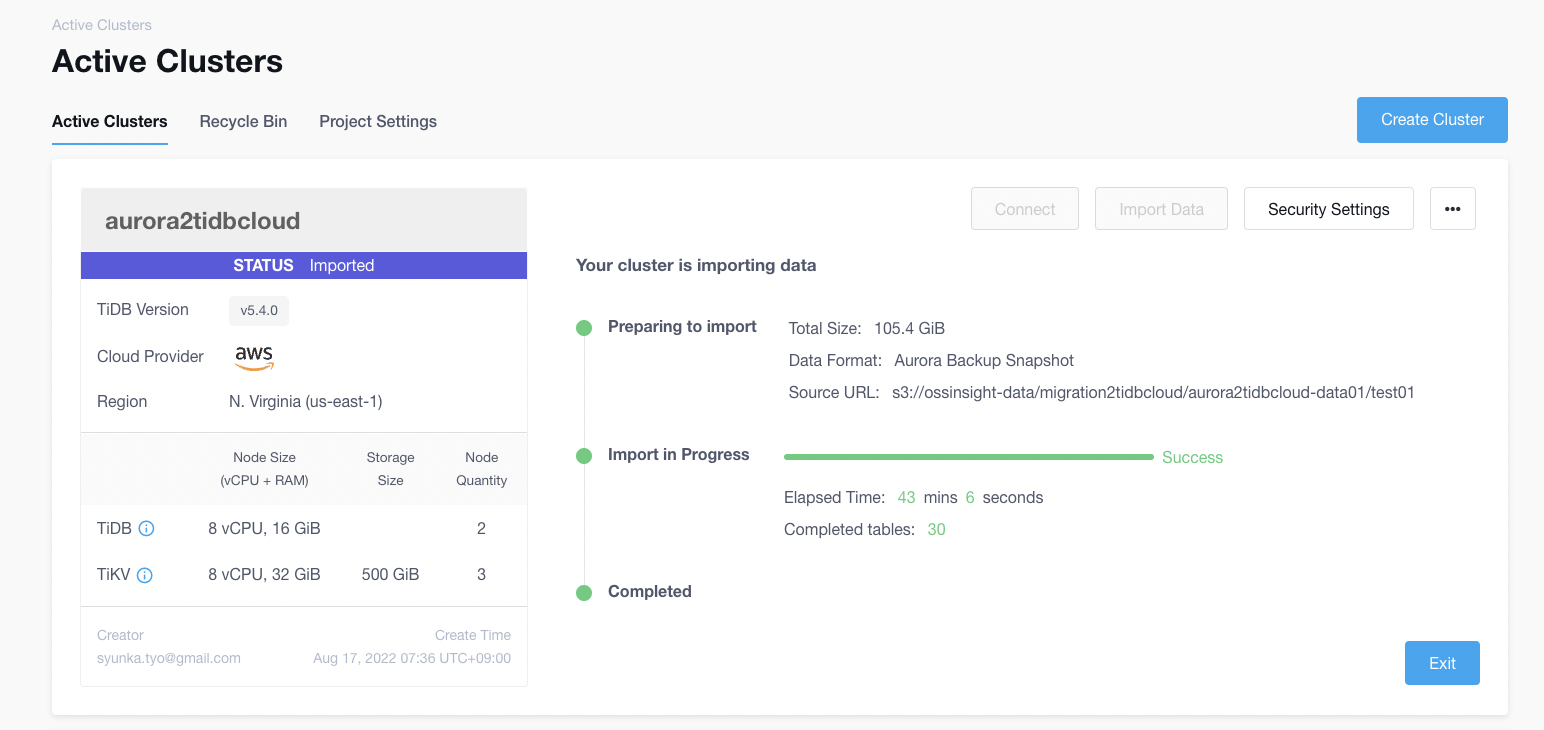 Active Clusters
Active Clusters
Active Clusters Recycle Bin Project Settings
Create Cluster
aurora2tidbcloud
STATUS Imported
TiDB Version v5.4.0
Cloud Provider aws
Region N. Virginia (us-east-1)
Node Size Storage Node
(vCPU + RAM) Size Quantity
TiDB 8 vCPU, 16 GiB 2
TiKV 8 vCPU, 32 GiB 500 GiB 3
Creator Create Time
syunka.tyo@gmail.com Aug 17, 2022 07:36 UTC+09:00
Connect Import Data Security Settings •••
Your cluster is importing data
Preparing to import Total Size: 105.4 GiB
Data Format: Aurora Backup Snapshot
Source URL: s3://ossinsight-data/migration2tidbcloud/aurora2tidbcloud-data01/test01
Import in Progress Success
Elapsed Time: 43 mins 6 seconds
Completed tables: 30
Completed
Exit